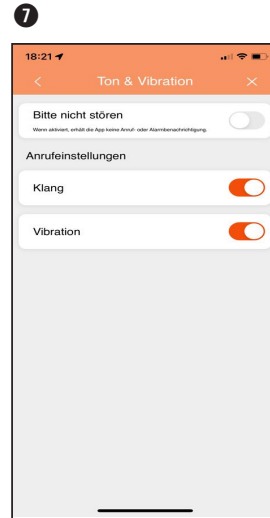 7
18:21
Ton & Vibration
Bitte nicht stören
Wenn aktiviert, erhält die App keine Anruf- oder Alarmbenachrichtigung.
Anrufeinstellungen
Klang
Vibration